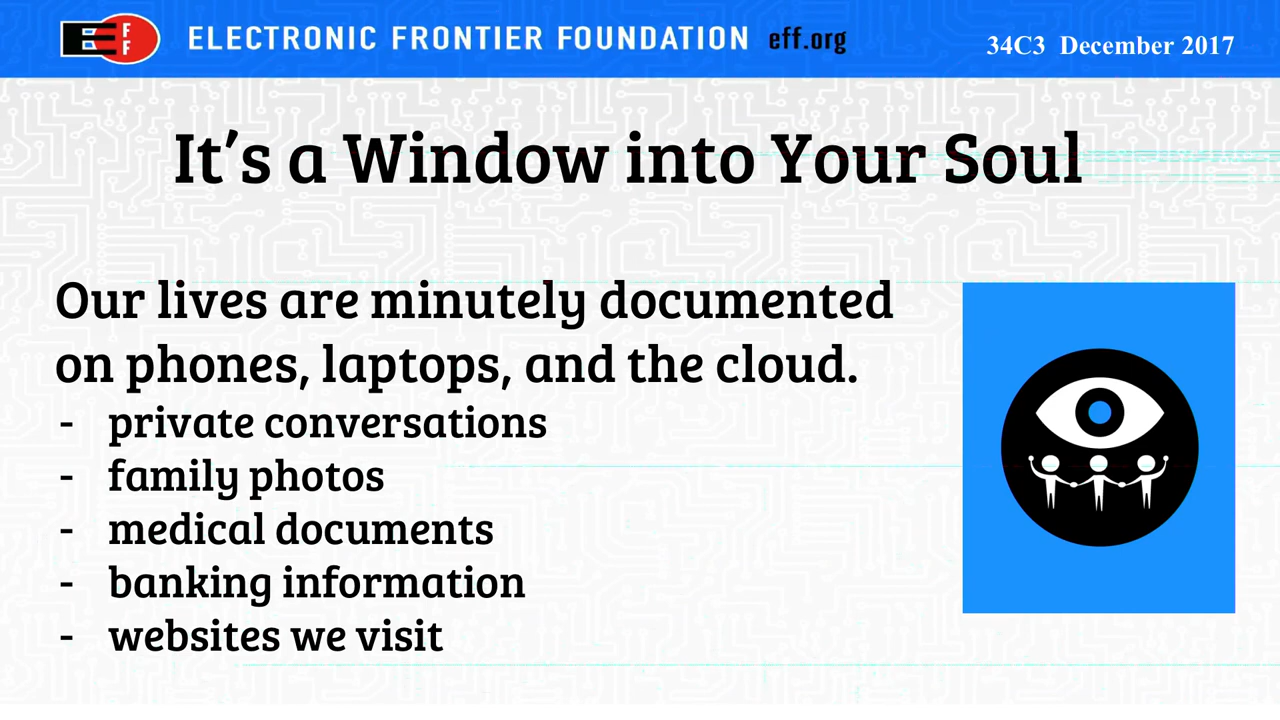 EFF ELECTRONIC FRONTIER FOUNDATION eff.org 34C3 December 2017
It's a Window into Your Soul
Our lives are minutely documented
on phones, laptops, and the cloud.
- private conversations
- family photos
- medical documents
- banking information
- websites we visit